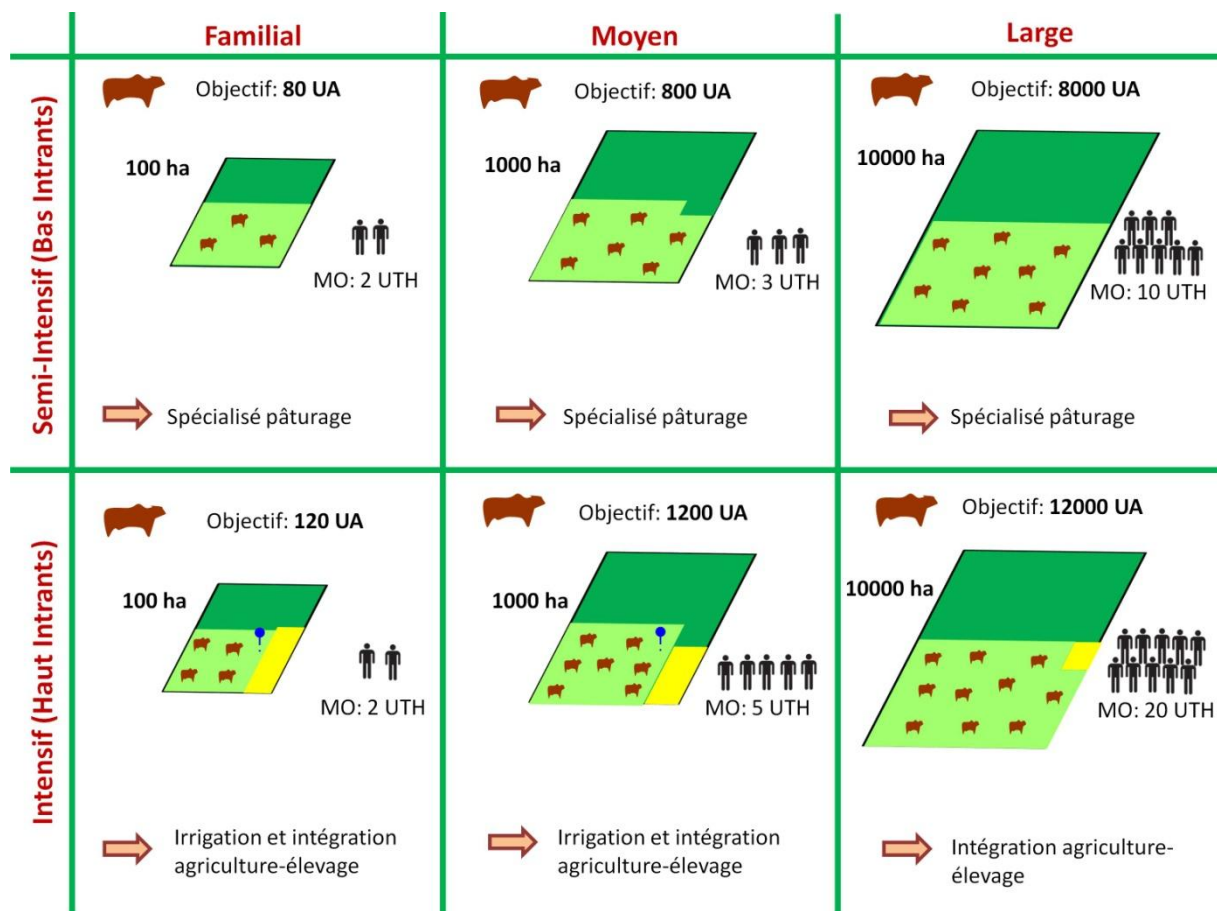 Familial
Moyen
Large
Semi-Intensif (Bas Intrants)
Objectif: 80 UA
100 ha
MO: 2 UTH
Spécialisé pâturage
Objectif: 800 UA
1000 ha
MO: 3 UTH
Spécialisé pâturage
Objectif: 8000 UA
10000 ha
MO: 10 UTH
Spécialisé pâturage
Intensif (Haut Intrants)
Objectif: 120 UA
100 ha
MO: 2 UTH
Irrigation et intégration
agriculture-élevage
Objectif: 1200 UA
1000 ha
MO: 5 UTH
Irrigation et intégration
agriculture-élevage
Objectif: 12000 UA
10000 ha
MO: 20 UTH
Intégration agriculture-
élevage